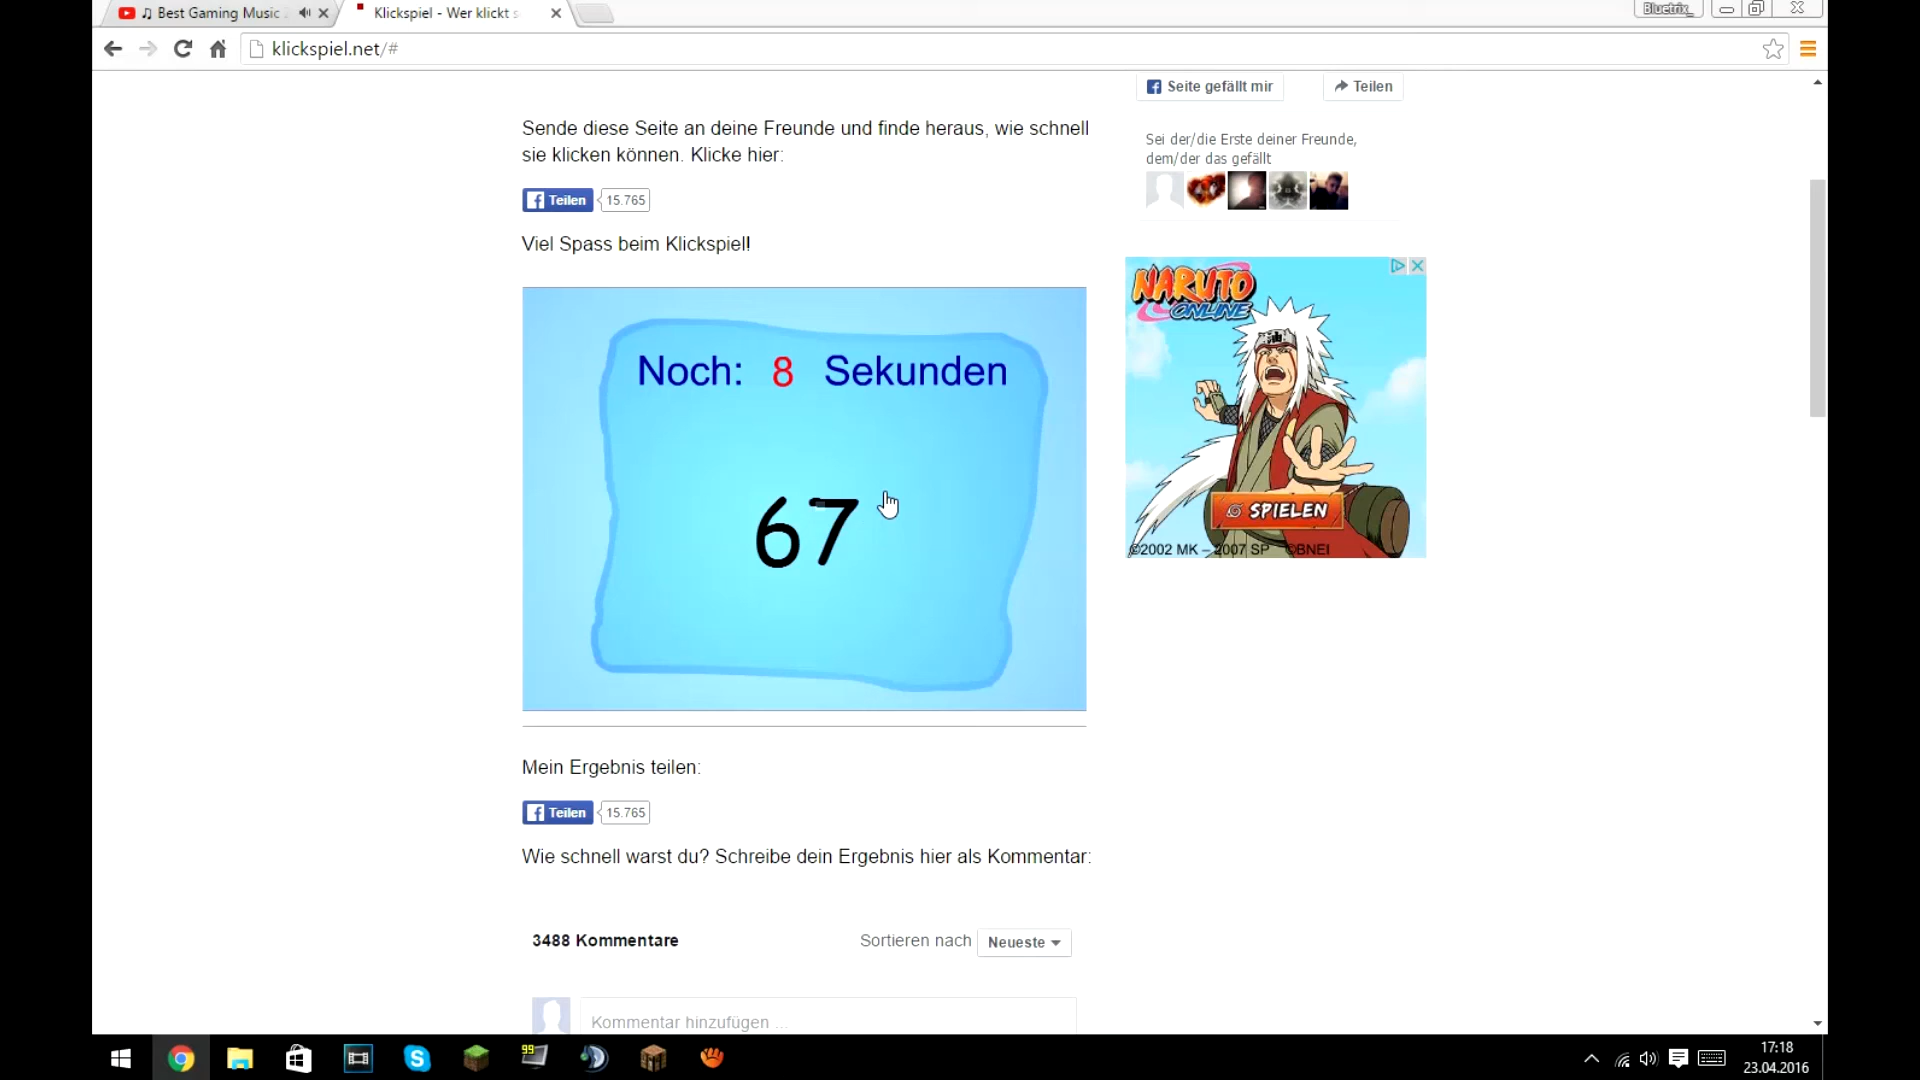 ♫ Best Gaming Music
Klickspiel - Wer klickt s
Bluetrix_
klickspiel.net/#
Seite gefällt mir
Teilen
Sende diese Seite an deine Freunde und finde heraus, wie schnell
sie klicken können. Klicke hier:
Sei der/die Erste deiner Freunde,
dem/der das gefällt
Teilen 15.765
Viel Spass beim Klickspiel!
Noch: 8 Sekunden
67
NARUTO
ONLINE
SPIELEN
©2002 MK – 2007 SP ©BNEI
Mein Ergebnis teilen:
Teilen 15.765
Wie schnell warst du? Schreibe dein Ergebnis hier als Kommentar:
3488 Kommentare
Sortieren nach Neueste
Kommentar hinzufügen ...
99
17:18
23.04.2016